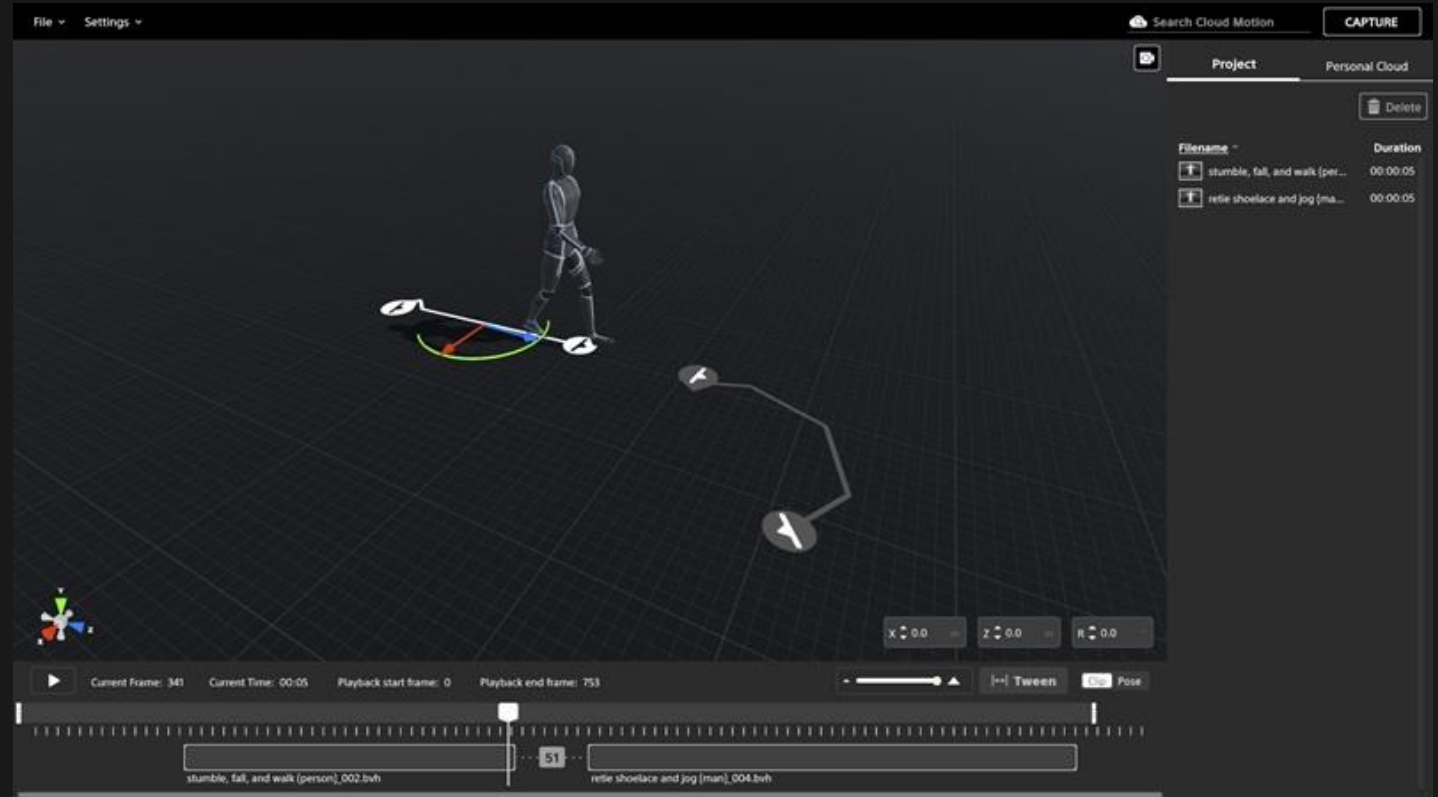 File Settings Search Cloud Motion CAPTURE
Project Personal Cloud
Delete
Filename Duration
stumble, fall, and walk [per... 00:00:05
retie shoelace and jog [ma... 00:00:05
Y
Z
X
X 0.0 Z 0.0 R 0.0
Current Frame: 341 Current Time: 00:05 Playback start frame: 0 Playback end frame: 753 Tween Clip Pose
51
stumble, fall, and walk [person]_002.bvh retie shoelace and jog [man]_004.bvh